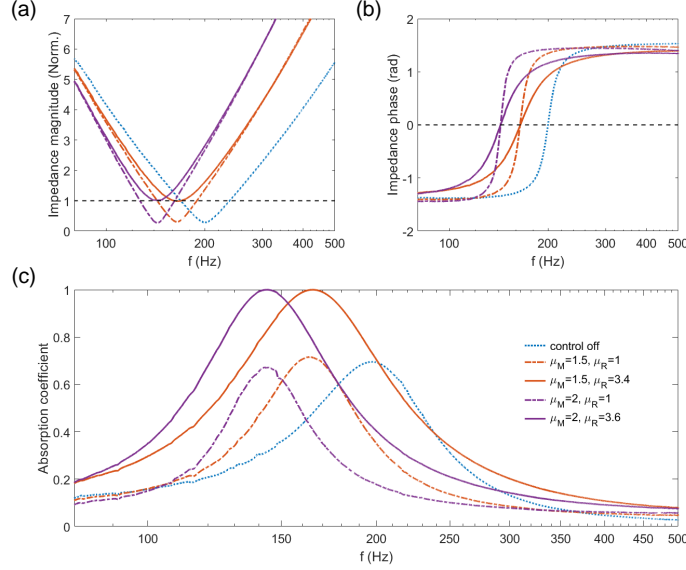 (a)
Impedance magnitude (Norm.)
7
6
5
4
3
2
1
0
100
200
300
400
500
f (Hz)
(b)
Impedance phase (rad)
2
1
0
-1
-2
100
200
300
400
500
f (Hz)
(c)
Absorption coefficient
1
0.8
0.6
0.4
0.2
0
100
150
200
250
300
350
400
450
500
f (Hz)
control off
μM=1.5, μR=1
μM=1.5, μR=3.4
μM=2, μR=1
μM=2, μR=3.6